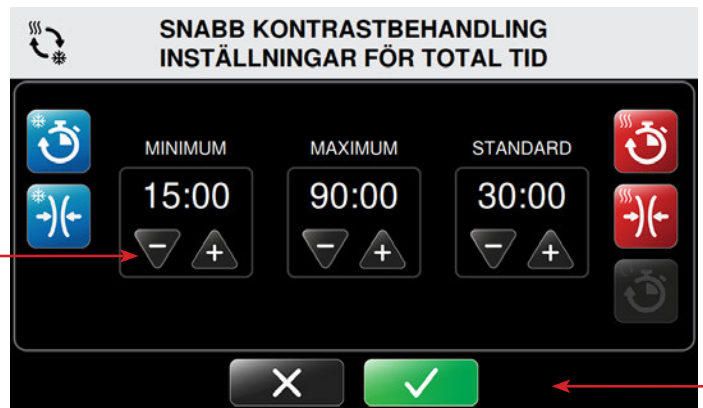 SNABB KONTRASTBEHANDLING
INSTÄLLNINGAR FÖR TOTAL TID
MINIMUM MAXIMUM STANDARD
15:00 90:00 30:00